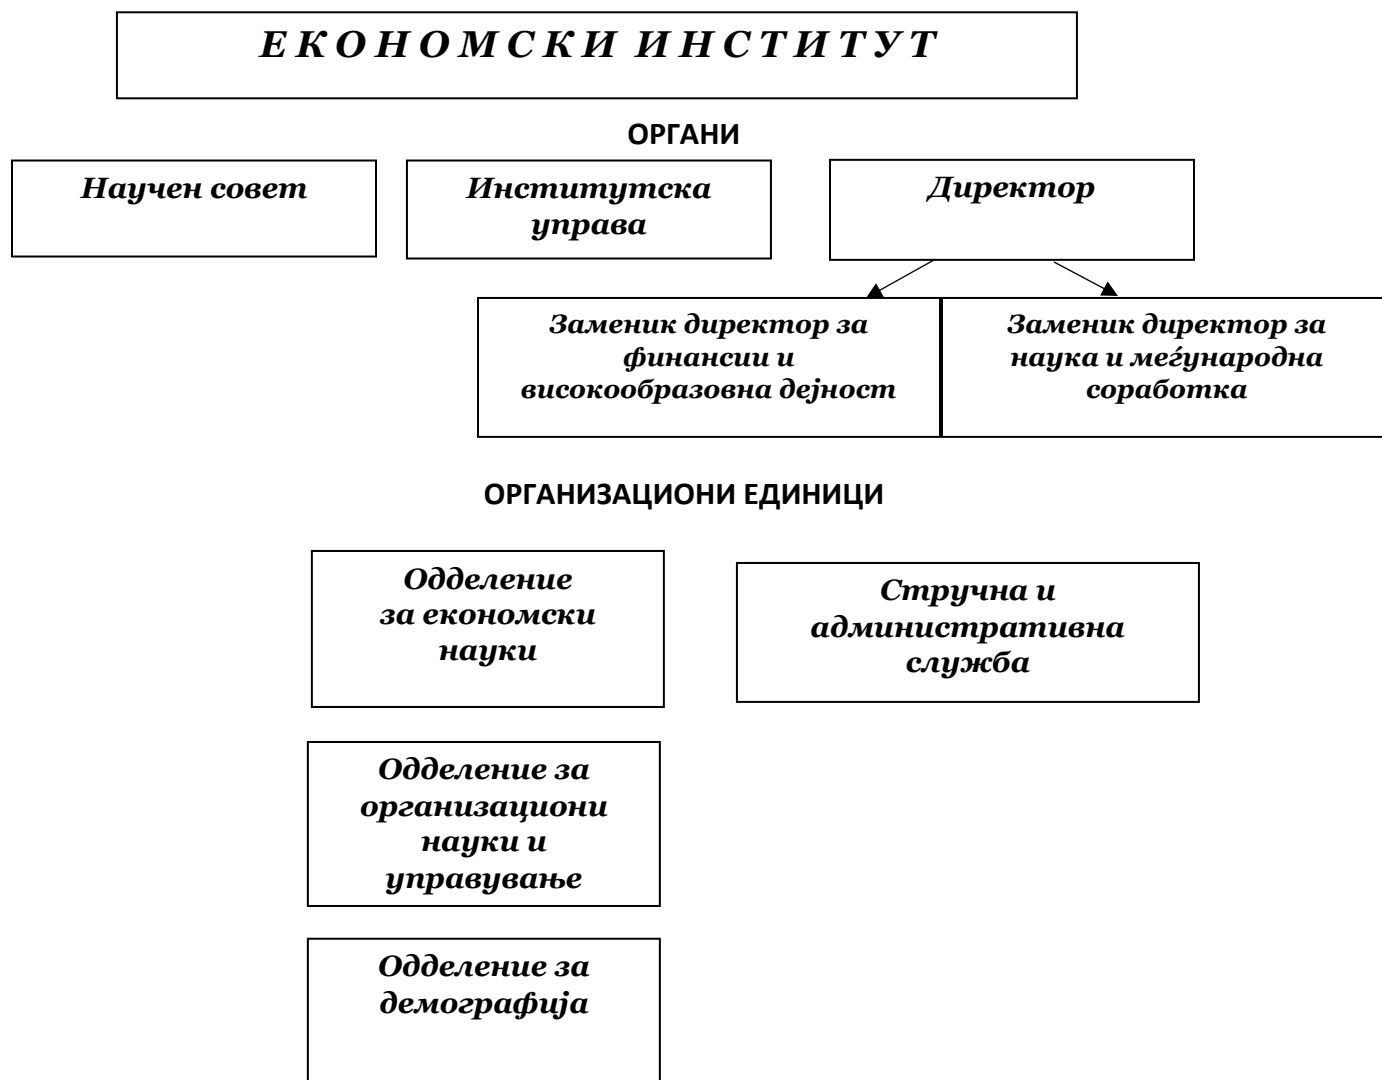 Е К О Н О М С К И И Н С Т И Т У Т
ОРГАНИ
Научен совет
Институтска
управа
Директор
Заменик директор за
финансии и
високообразовна дејност
Заменик директор за
наука и меѓународна
соработка
ОРГАНИЗАЦИОНИ ЕДИНИЦИ
Одделение
за економски
науки
Стручна и
административна
служба
Одделение за
организациони
науки и
управување
Одделение за
демографија